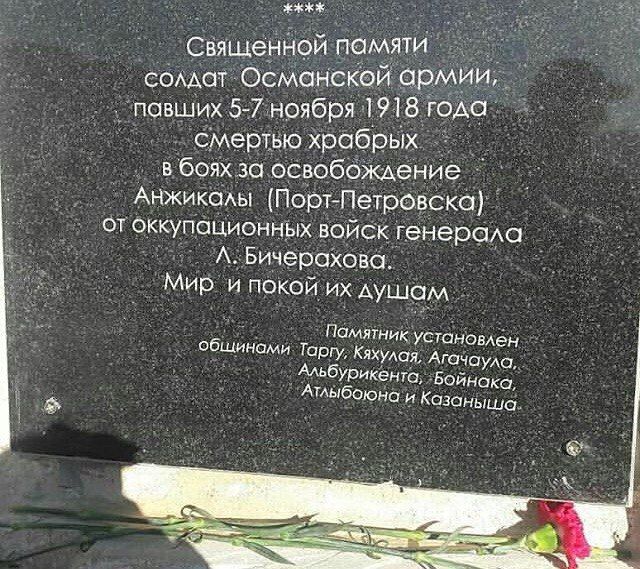 ****
Священной памяти
солдат Османской армии,
павших 5-7 ноября 1918 года
смертью храбрых
в боях за освобождение
Анжикалы (Порт-Петровска)
от оккупационных войск генерала
Л. Бичерахова.
Мир и покой их душам
Памятник установлен
общинами Таргу, Кяхулая, Агачаула,
Альбурикента, Бойнака,
Атлыбоюна и Казаныша